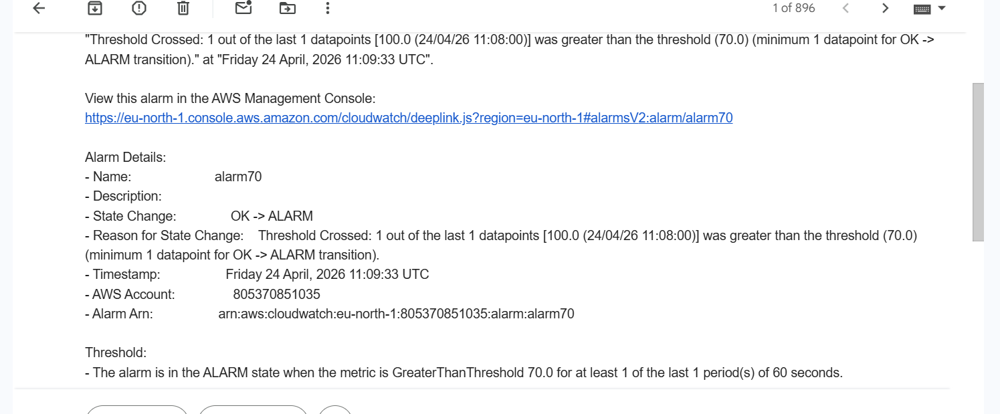 1 of 896
"Threshold Crossed: 1 out of the last 1 datapoints [100.0 (24/04/26 11:08:00)] was greater than the threshold (70.0) (minimum 1 datapoint for OK ->
ALARM transition)." at "Friday 24 April, 2026 11:09:33 UTC".
View this alarm in the AWS Management Console:
https://eu-north-1.console.aws.amazon.com/cloudwatch/deeplink.js?region=eu-north-1#alarmsV2:alarm/alarm70
Alarm Details:
- Name: alarm70
- Description:
- State Change: OK -> ALARM
- Reason for State Change: Threshold Crossed: 1 out of the last 1 datapoints [100.0 (24/04/26 11:08:00)] was greater than the threshold (70.0)
(minimum 1 datapoint for OK -> ALARM transition).
- Timestamp: Friday 24 April, 2026 11:09:33 UTC
- AWS Account: 805370851035
- Alarm Arn: arn:aws:cloudwatch:eu-north-1:805370851035:alarm:alarm70
Threshold:
- The alarm is in the ALARM state when the metric is GreaterThanThreshold 70.0 for at least 1 of the last 1 period(s) of 60 seconds.